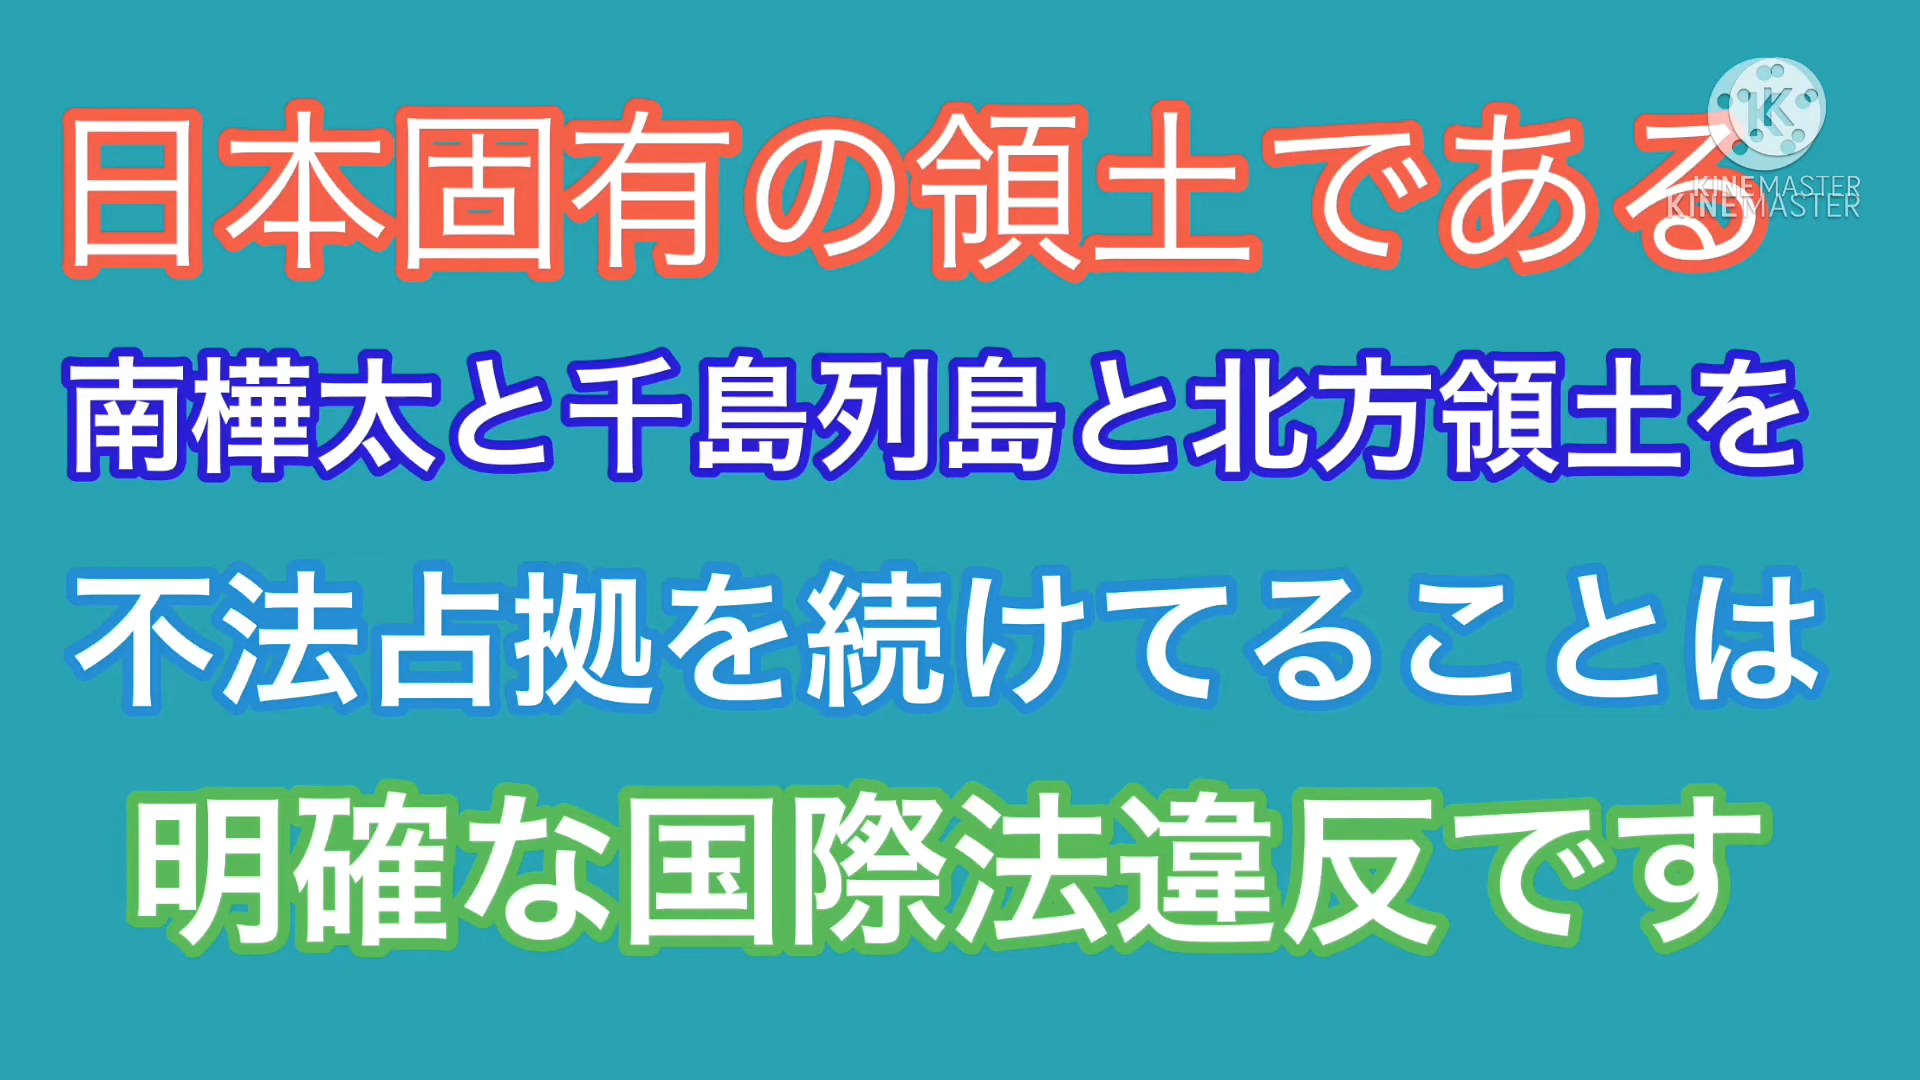 日本固有の領土である
KINEMASTER
KINEMASTER
南樺太と千島列島と北方領土を
不法占拠を続けてることは
明確な国際法違反です